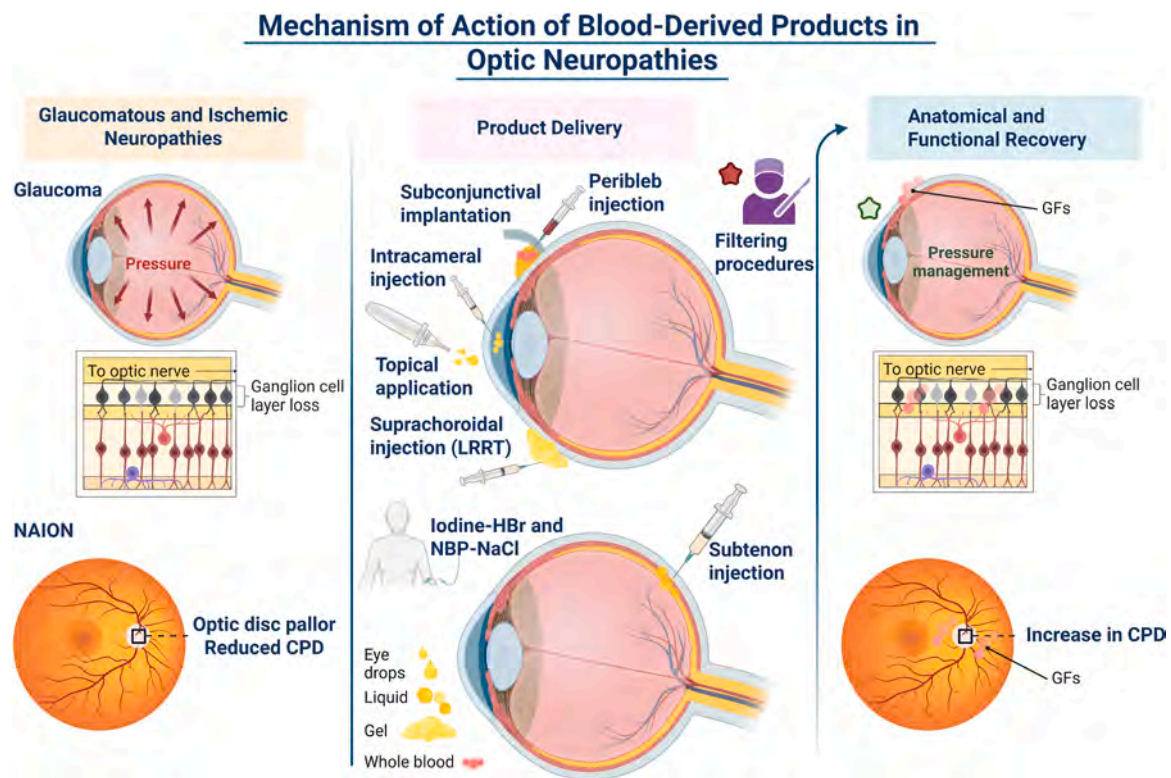 Mechanism of Action of Blood-Derived Products in
Optic Neuropathies
Glaucomatous and Ischemic
Neuropathies
Glaucoma
Pressure
To optic nerve
Ganglion cell
layer loss
NAION
Optic disc pallor
Reduced CPD
Product Delivery
Subconjunctival
implantation
Peribleb
injection
Intracameral
injection
Filtering
procedures
Topical
application
Suprachoroidal
injection (LRRT)
Iodine-HBr and
NBP-NaCl
Subtenon
injection
Eye
drops
Liquid
Gel
Whole blood
Anatomical and
Functional Recovery
GFs
Pressure
management
To optic nerve
Ganglion cell
layer loss
Increase in CPD
GFs